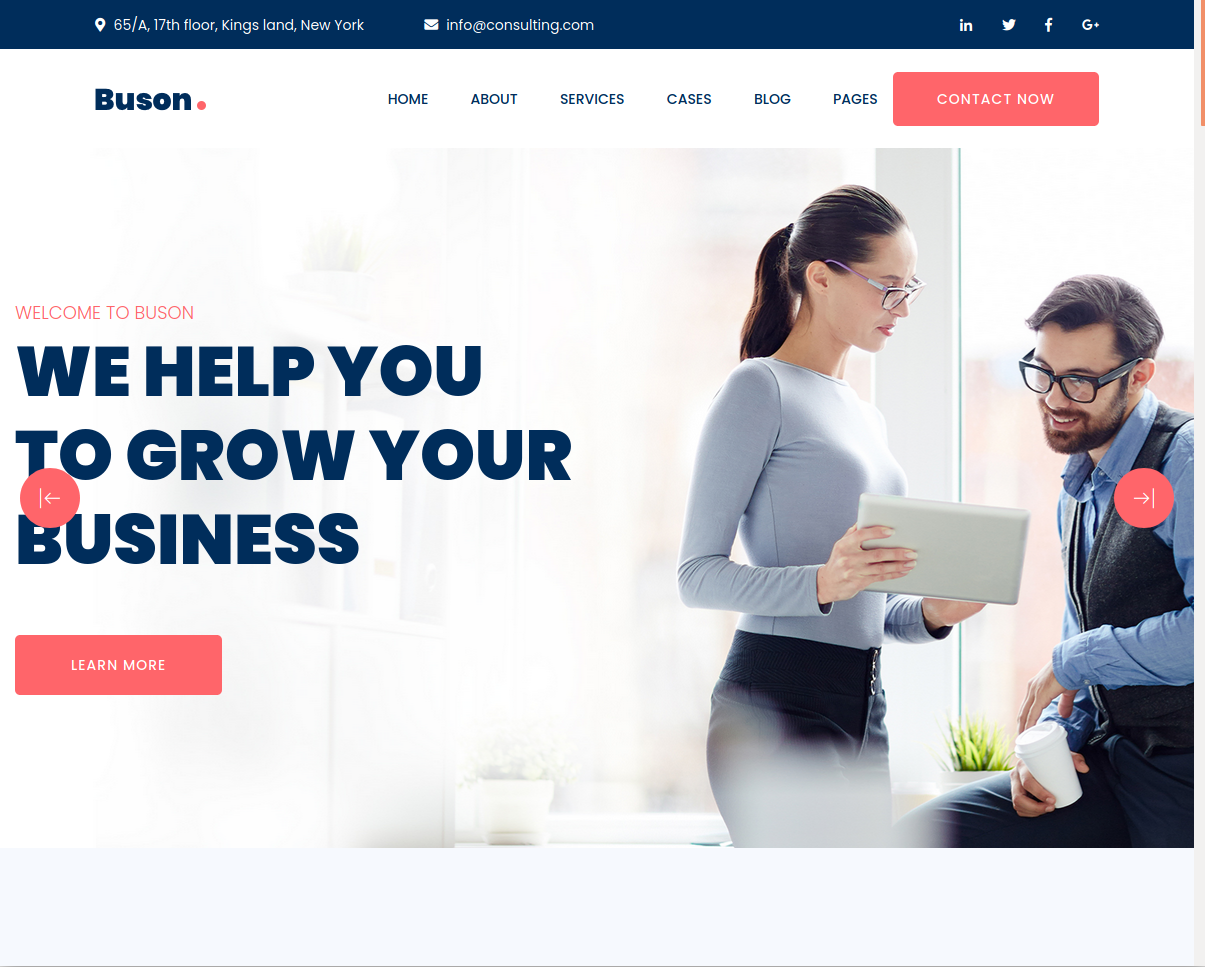 65/A, 17th floor, Kings land, New York
info@consulting.com
Buson.
HOME
ABOUT
SERVICES
CASES
BLOG
PAGES
CONTACT NOW
WELCOME TO BUSON
WE HELP YOU
TO GROW YOUR
BUSINESS
LEARN MORE